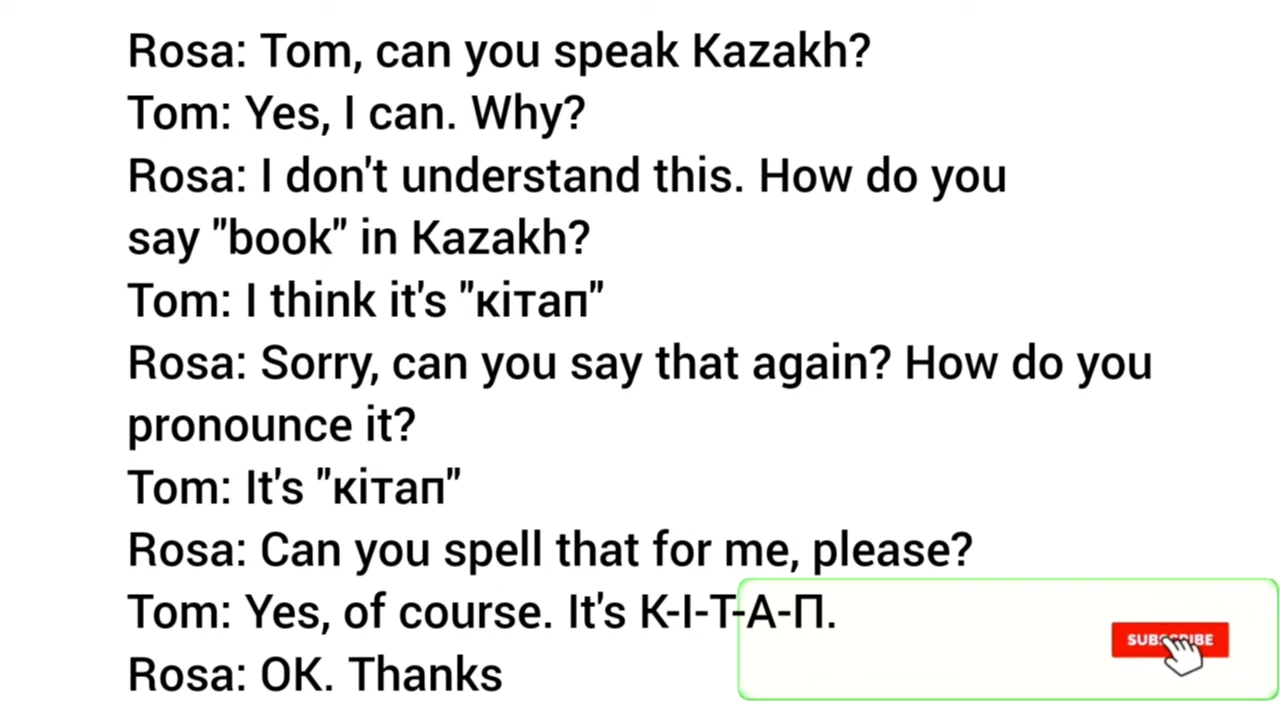 Rosa: Tom, can you speak Kazakh?
Tom: Yes, I can. Why?
Rosa: I don't understand this. How do you
say "book" in Kazakh?
Tom: I think it's "кітап"
Rosa: Sorry, can you say that again? How do you
pronounce it?
Tom: It's "кітап"
Rosa: Can you spell that for me, please?
Tom: Yes, of course. It's К-І-Т-А-П.
Rosa: OK. Thanks
SUBSCRIBE